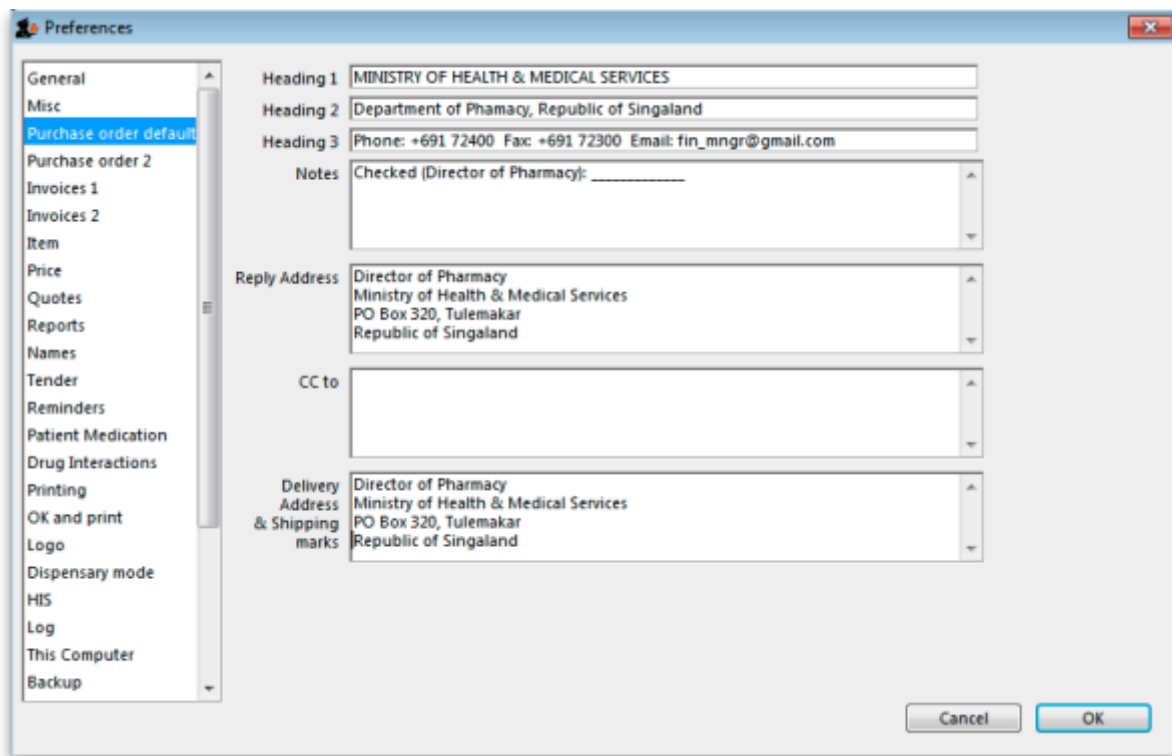 Preferences
General
Misc
Purchase order default
Purchase order 2
Invoices 1
Invoices 2
Item
Price
Quotes
Reports
Names
Tender
Reminders
Patient Medication
Drug Interactions
Printing
OK and print
Logo
Dispensary mode
HIS
Log
This Computer
Backup
Heading 1 MINISTRY OF HEALTH & MEDICAL SERVICES
Heading 2 Department of Phamacy, Republic of Singaland
Heading 3 Phone: +691 72400 Fax: +691 72300 Email: fin_mngr@gmail.com
Notes Checked (Director of Pharmacy): _____________
Reply Address Director of Pharmacy
Ministry of Health & Medical Services
PO Box 320, Tulemakar
Republic of Singaland
CC to
Delivery Director of Pharmacy
Address Ministry of Health & Medical Services
& Shipping PO Box 320, Tulemakar
marks Republic of Singaland
Cancel OK